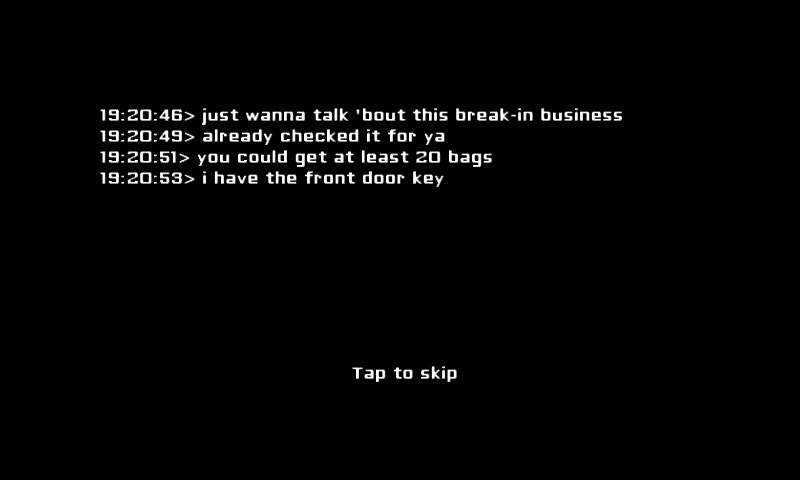 19:20:46> just wanna talk 'bout this break-in business
19:20:49> already checked it for ya
19:20:51> you could get at least 20 bags
19:20:53> i have the front door key
Tap to skip